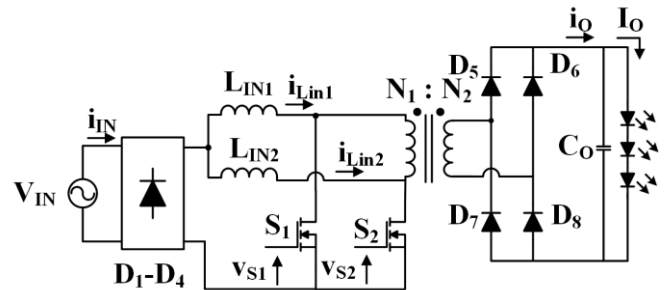 i_O I_O
D_5 D_6
L_IN1 i_Lin1 N_1 : N_2
i_IN
L_IN2 i_Lin2 C_O
V_IN
S_1 S_2 D_7 D_8
v_S1 v_S2
D_1-D_4